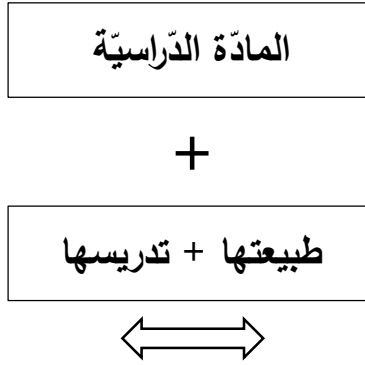 المادّة الدّراسيّة
+
طبيعتها + تدريسها